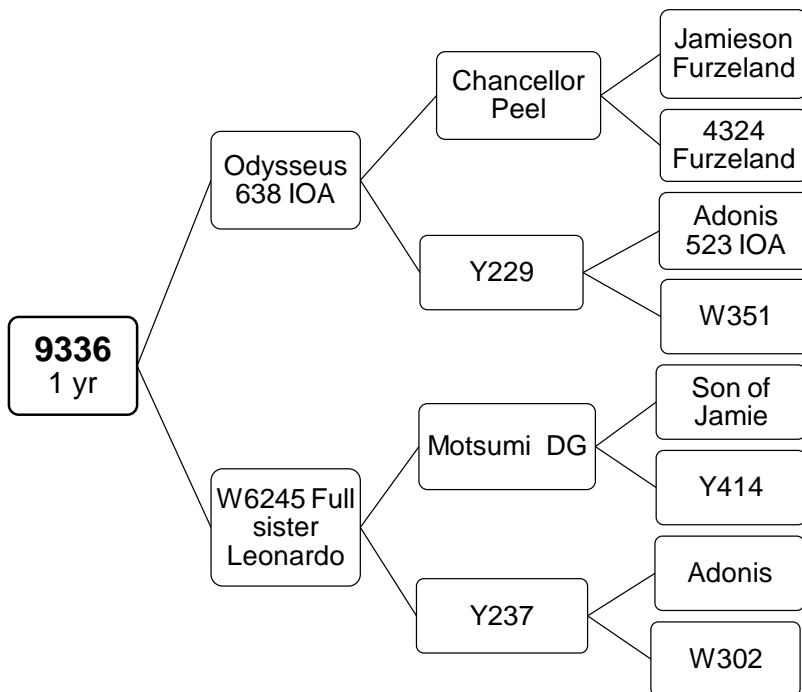 9336
1 yr
Odysseus
638 IOA
W6245 Full
sister
Leonardo
Chancellor
Peel
Y229
Motsumi DG
Y237
Jamieson
Furzeland
4324
Furzeland
Adonis
523 IOA
W351
Son of
Jamie
Y414
Adonis
W302